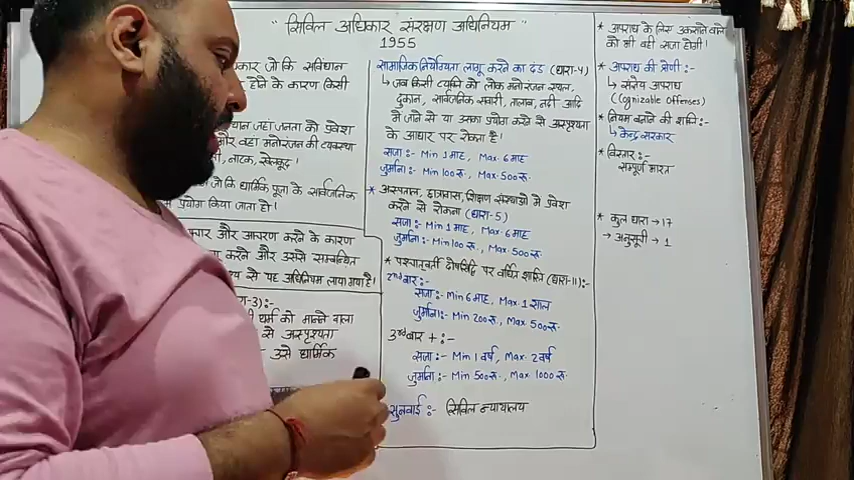 " सिविल अधिकार संरक्षण अधिनियम "
1955
कार जो कि संविधान
होने के कारण किसी
स्थान जहां जनता को प्रवेश
और वहां मनोरंजन की व्यवस्था
, नाटक, खेलकूद।
जो कि धार्मिक पूजा के सार्वजनिक
प्रयोग किया जाता हो।
और आचरण करने के कारण
करने और उससे सम्बन्धित
से यह अधिनियम लाया गया है।
-3):-
धर्म को मानने वाला
से अस्पृश्यता
उसे धार्मिक
सामाजिक निर्योग्यता लागू करने का दंड (धारा-4)
↳ जब किसी व्यक्ति को लोक मनोरंजन स्थल,
दुकान, सार्वजनिक सवारी, तालाब, नदी आदि
में जाने से या उसका प्रयोग करने से अस्पृश्यता
के आधार पर रोकता है।
सजा :- Min 1 माह, Max. 6 माह
जुर्माना :- Min 100 रू., Max. 500 रू.
* अस्पताल, छात्रावास, शिक्षण संस्थाओं में प्रवेश
करने से रोकना (धारा-5)
सजा :- Min 1 माह, Max. 6 माह
जुर्माना :- Min 100 रू., Max. 500 रू.
* पश्चातवर्ती दोषसिद्धि पर वर्धित शास्ति (धारा-11):-
2nd बार :-
सजा :- Min 6 माह, Max. 1 साल
जुर्माना :- Min 200 रू., Max. 500 रू.
3rd बार + :-
सजा :- Min 1 वर्ष, Max. 2 वर्ष
जुर्माना :- Min 500 रू., Max. 1000 रू.
सुनवाई :- सिविल न्यायालय
* अपराध के लिए उकसाने वाले
को भी वही सजा होगी।
* अपराध की श्रेणी :-
↳ संज्ञेय अपराध
(Cognizable Offenses)
* नियम बनाने की शक्ति :-
↳ केन्द्र सरकार
* विस्तार :-
सम्पूर्ण भारत
* कुल धारा → 17
→ अनुसूची → 1